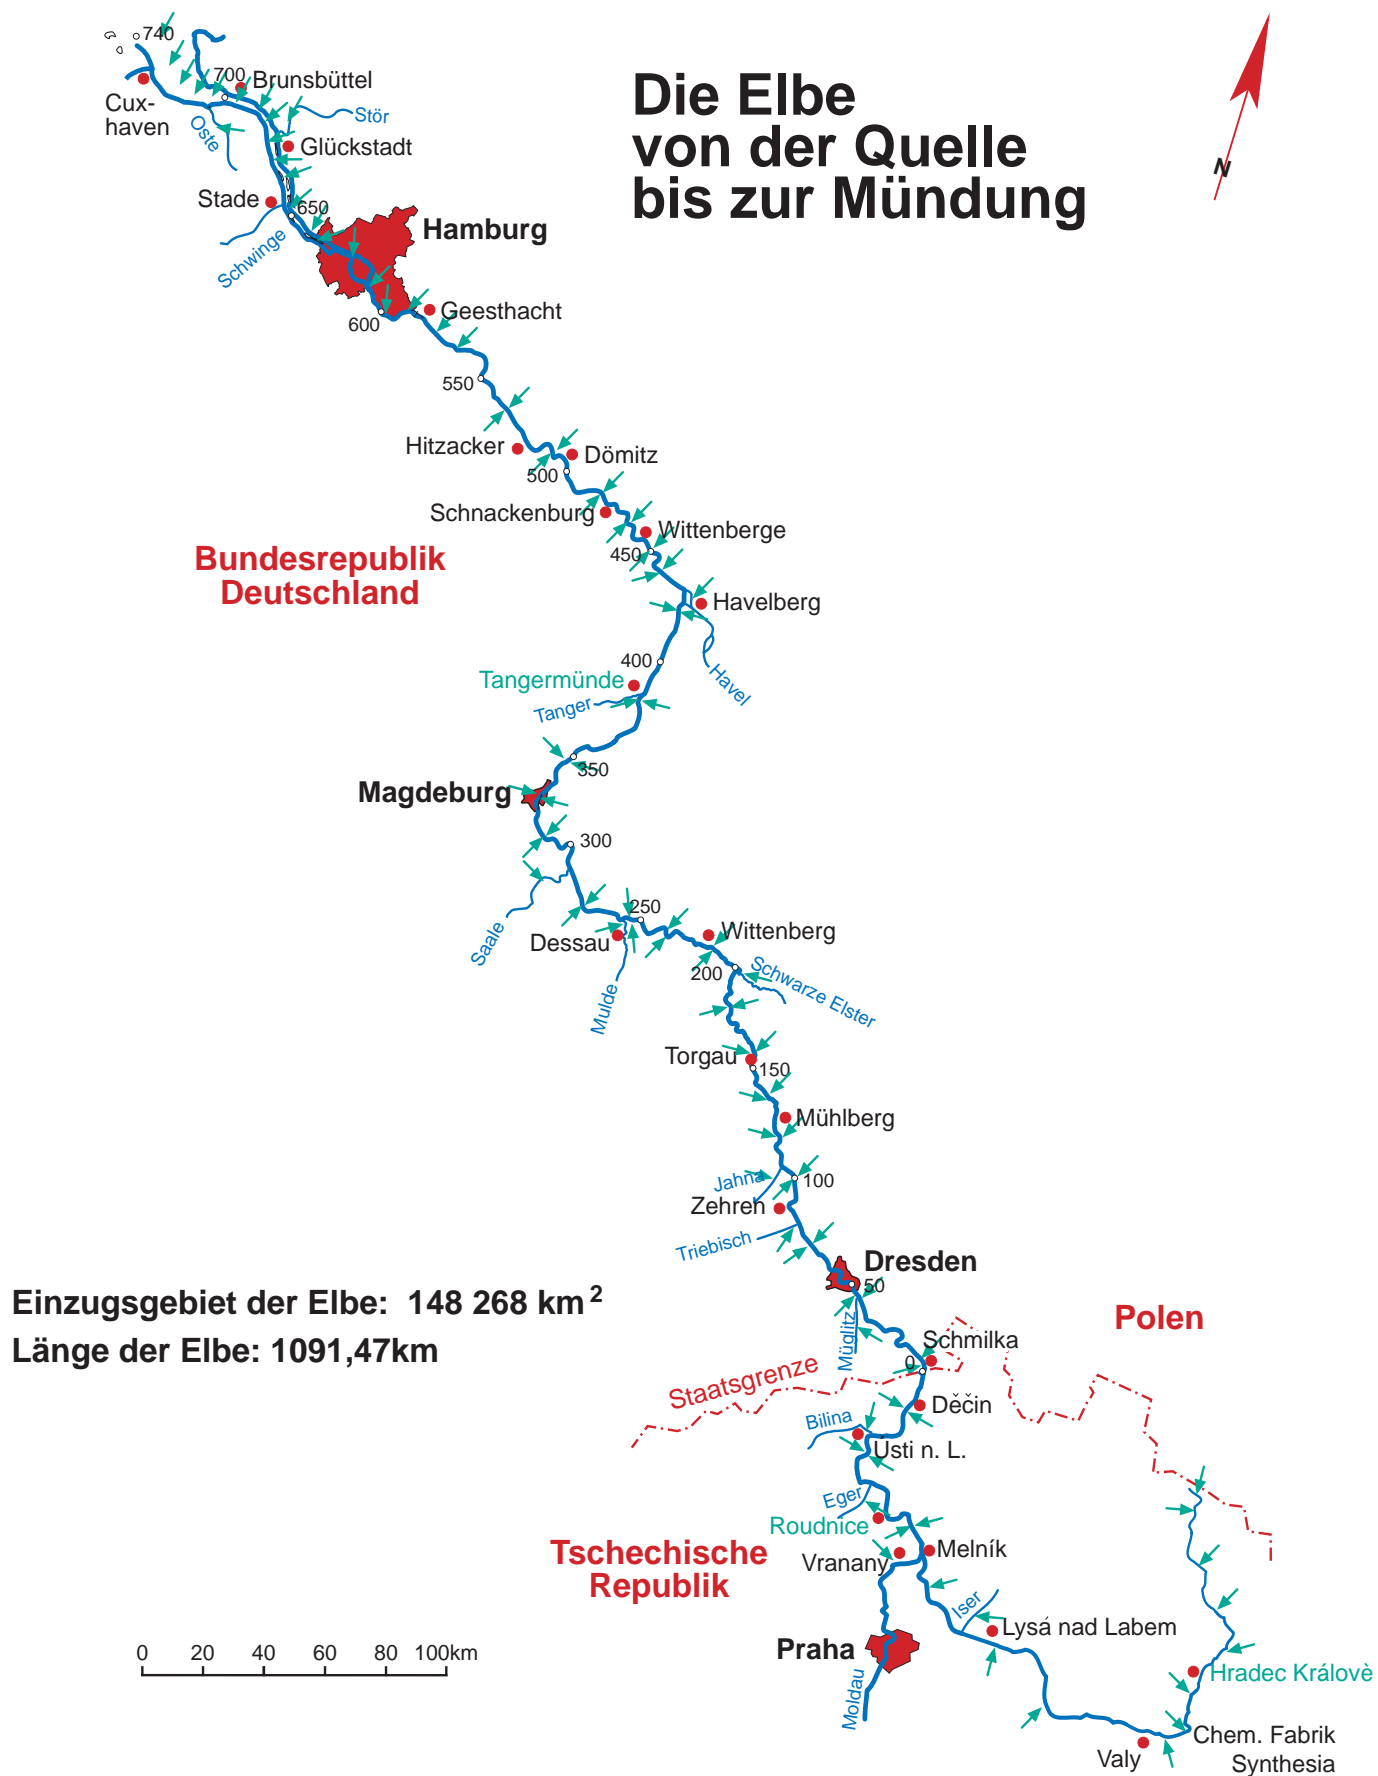 Die Elbe
von der Quelle
bis zur Mündung
N
740
700
Brunsbüttel
Cux-
haven
Oste
Stör
Glückstadt
Stade
650
Schwinge
Hamburg
600
Geesthacht
550
Hitzacker
Dömitz
500
Schnackenburg
Wittenberge
450
Bundesrepublik
Deutschland
Havelberg
400
Havel
Tangermünde
Tanger
350
Magdeburg
300
Saale
250
Dessau
Wittenberg
Mulde
200
Schwarze Elster
Torgau
150
Mühlberg
Jahna
100
Zehren
Triebisch
Dresden
50
Einzugsgebiet der Elbe: 148 268 km²
Länge der Elbe: 1091,47km
Müglitz
Polen
Schmilka
0
Staatsgrenze
Děčin
Bilina
Ústi n. L.
Eger
Roudnice
Tschechische
Republik
Vranany
Melník
Iser
Lysá nad Labem
Praha
Moldau
Hradec Královè
Chem. Fabrik
Synthesia
Valy
0 20 40 60 80 100km